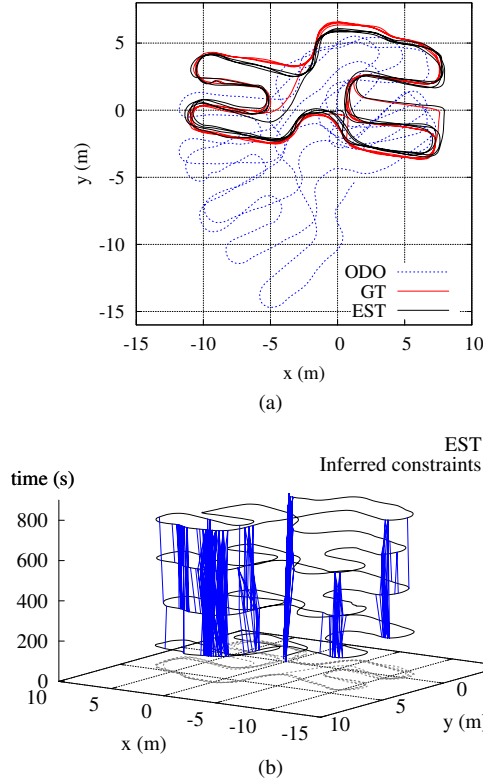 5
0
y (m)
-5
-10
ODO
GT
EST
-15
-15 -10 -5 0 5 10
x (m)
(a)
EST
Inferred constraints
time (s)
800
600
400
200
0
10 5 0 -5 -10 -15
x (m)
10 5 0
y (m)
(b)